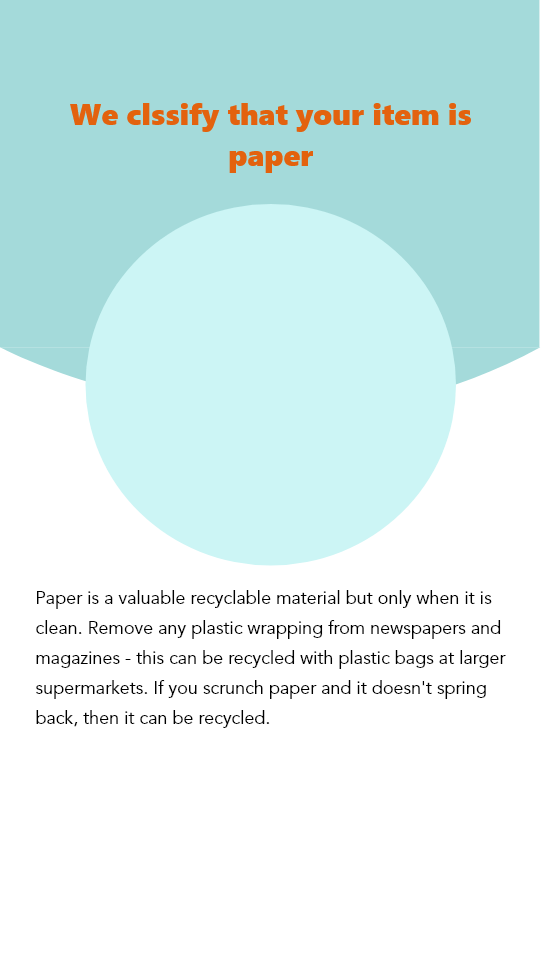 We clssify that your item is
paper
Paper is a valuable recyclable material but only when it is
clean. Remove any plastic wrapping from newspapers and
magazines - this can be recycled with plastic bags at larger
supermarkets. If you scrunch paper and it doesn't spring
back, then it can be recycled.